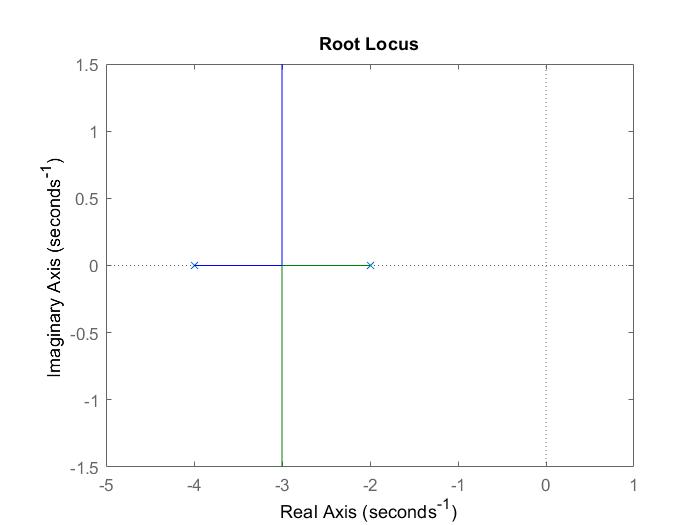 Root Locus
Imaginary Axis (seconds⁻¹)
1.5
1
0.5
0
-0.5
-1
-1.5
-5 -4 -3 -2 -1 0 1
Real Axis (seconds⁻¹)